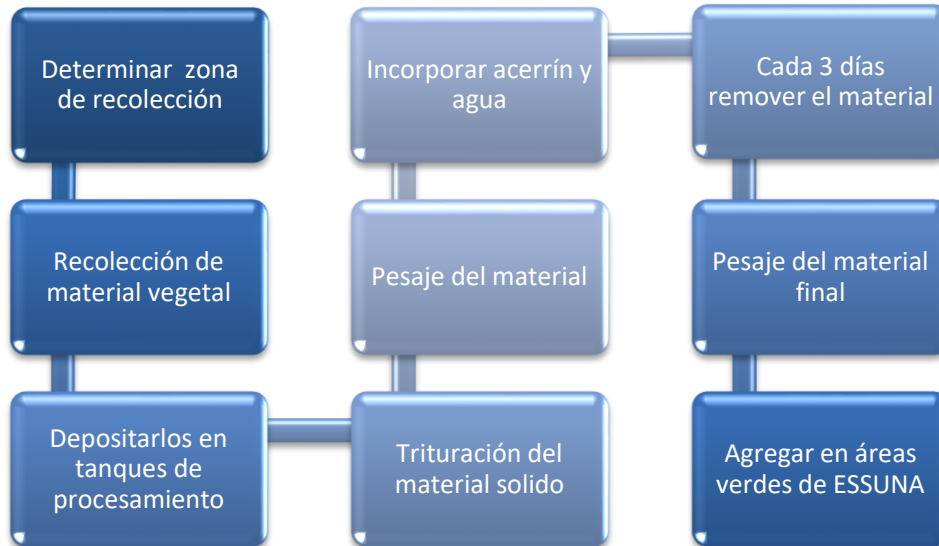 Determinar zona
de recolección
Recolección de
material vegetal
Depositarlos en
tanques de
procesamiento
Trituración del
material solido
Pesaje del material
Incorporar acerrín y
agua
Cada 3 días
remover el material
Pesaje del material
final
Agregar en áreas
verdes de ESSUNA